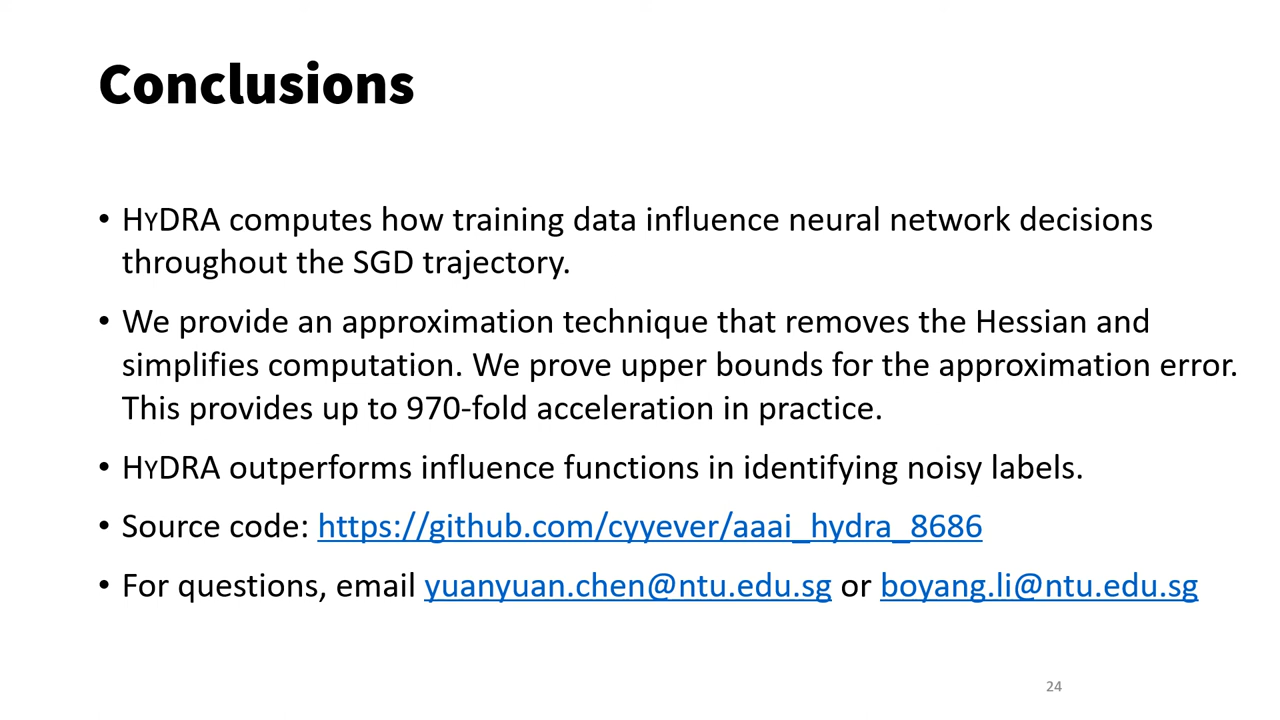 Conclusions
• HYDRA computes how training data influence neural network decisions
throughout the SGD trajectory.
• We provide an approximation technique that removes the Hessian and
simplifies computation. We prove upper bounds for the approximation error.
This provides up to 970-fold acceleration in practice.
• HYDRA outperforms influence functions in identifying noisy labels.
• Source code: https://github.com/cyyever/aaai_hydra_8686
• For questions, email yuanyuan.chen@ntu.edu.sg or boyang.li@ntu.edu.sg
24